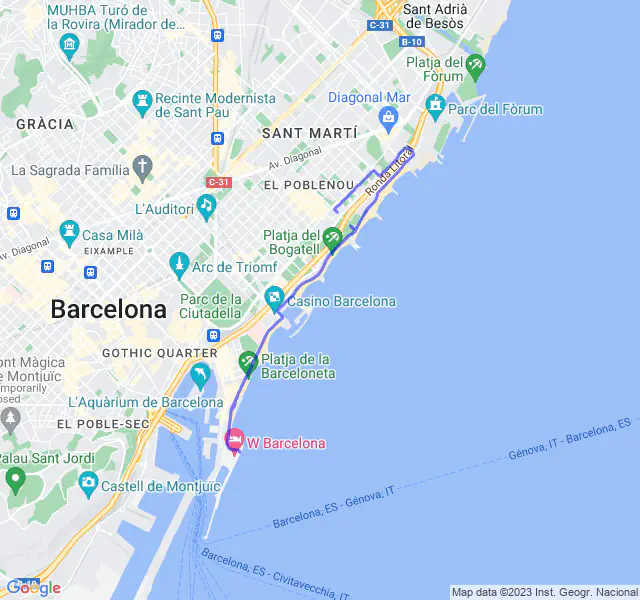 MUHBA Turó de
la Rovira (Mirador de...
Sant Adrià
de Besòs
C-31
B-10
Platja del
Fòrum
Recinte Modernista
de Sant Pau
Diagonal Mar
Parc del Fòrum
GRÀCIA
SANT MARTÍ
Av. Diagonal
La Sagrada Família
C-31
EL POBLENOU
Ronda Litoral
L'Auditori
Casa Milà
EIXAMPLE
Av. Diagonal
Platja del
Bogatell
Arc de Triomf
Parc de la
Ciutadella
Casino Barcelona
Barcelona
GOTHIC QUARTER
Platja de la
Barceloneta
ont Màgica
e Montjuïc
emporarily
osed
L'Aquàrium de Barcelona
EL POBLE-SEC
W Barcelona
Palau Sant Jordi
Castell de Montjuïc
Génova, IT - Barcelona, ES
Barcelona, ES - Génova, IT
Barcelona, ES - Civitavecchia, IT
B-10
Google
Map data ©2023 Inst. Geogr. Nacional